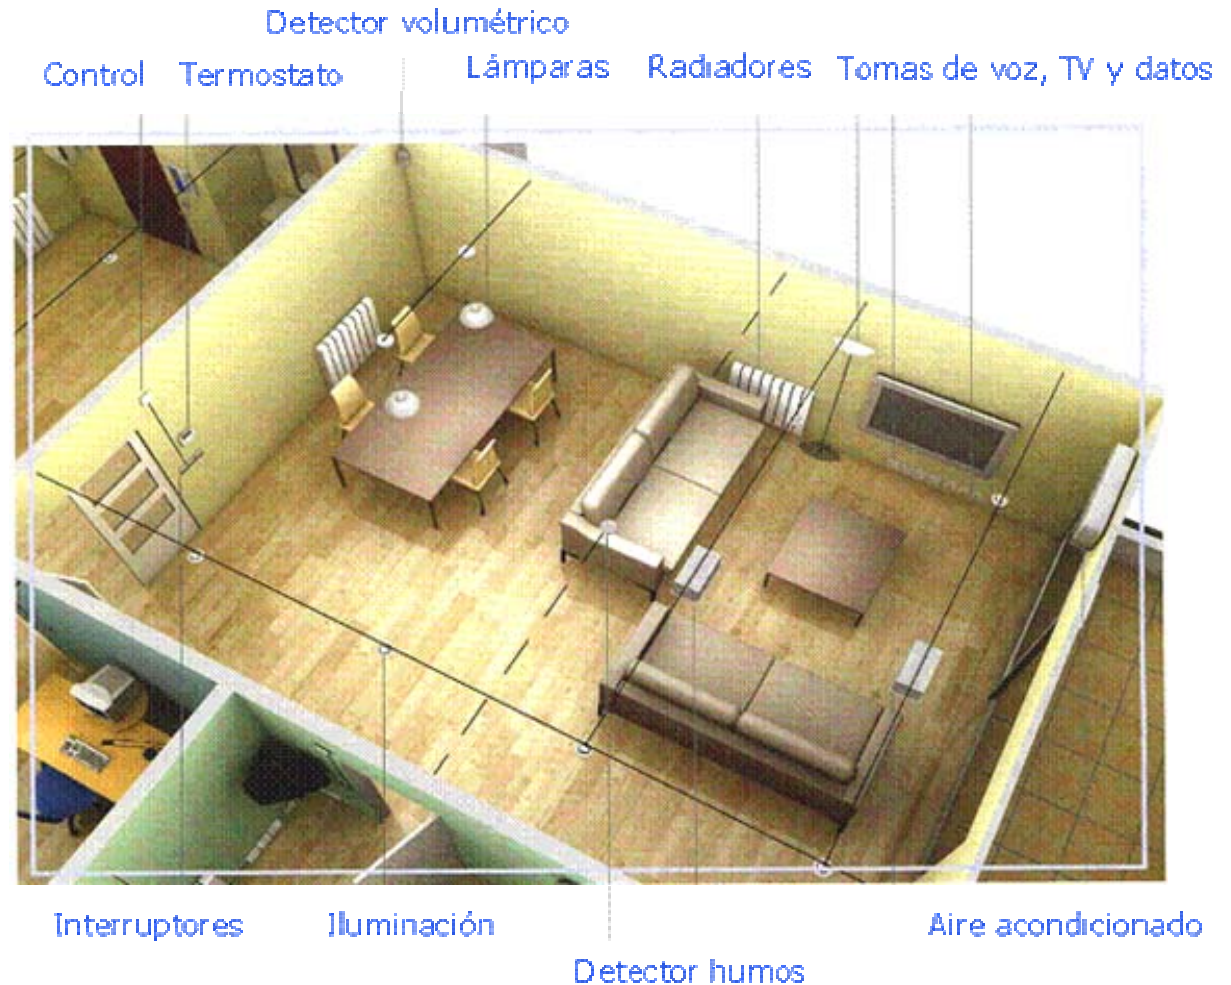 Detector volumétrico
Control Termostato Lámparas Radiadores Tomas de voz, TV y datos
Interruptores Iluminación Aire acondicionado
Detector humos